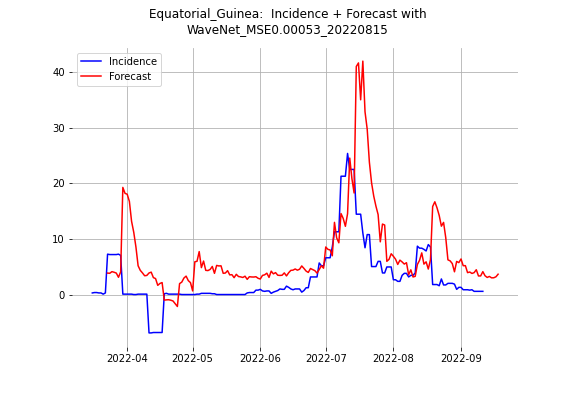 Equatorial_Guinea:  Incidence + Forecast with
WaveNet_MSE0.00053_20220815
Incidence
Forecast
40
30
20
10
0
2022-04
2022-05
2022-06
2022-07
2022-08
2022-09